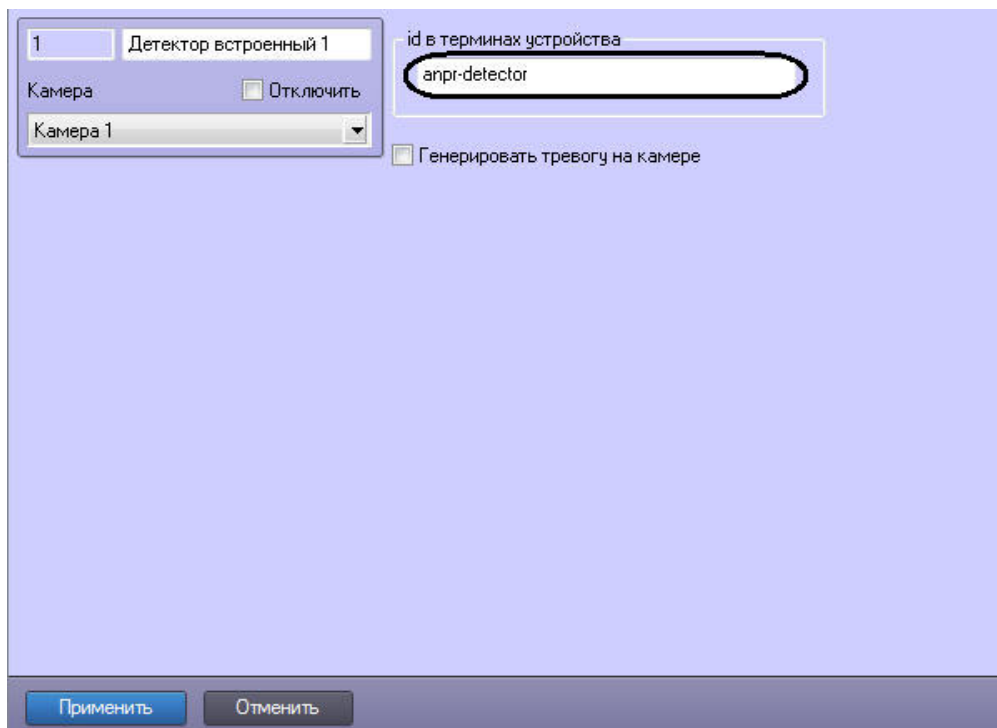 1
Детектор встроенный 1
Камера
Отключить
Камера 1
id в терминах устройства
anpr-detector
Генерировать тревогу на камере
Применить
Отменить